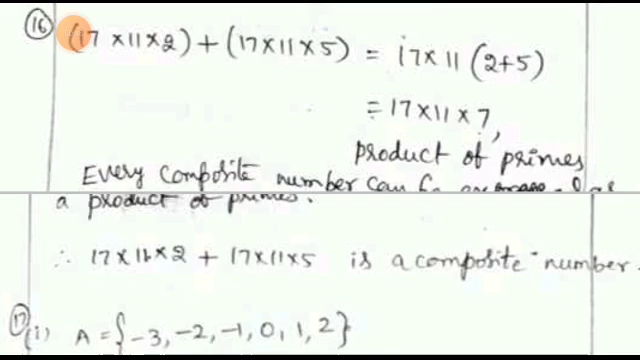 (16) (17 × 11 × 2) + (17 × 11 × 5) = 17 × 11 (2+5)
= 17 × 11 × 7,
product of primes
Every composite number can
a product of primes.
∴ 17 × 11 × 2 + 17 × 11 × 5 is a composite number.
(17) (i) A = {-3, -2, -1, 0, 1, 2}